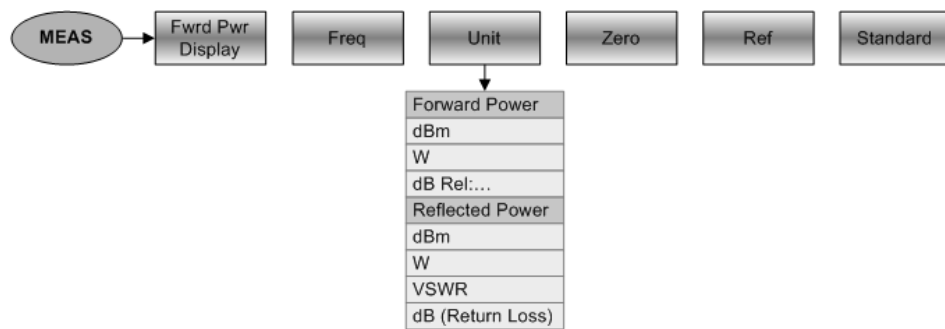 MEAS
Fwrd Pwr
Display
Freq
Unit
Zero
Ref
Standard
Forward Power
dBm
W
dB Rel:...
Reflected Power
dBm
W
VSWR
dB (Return Loss)